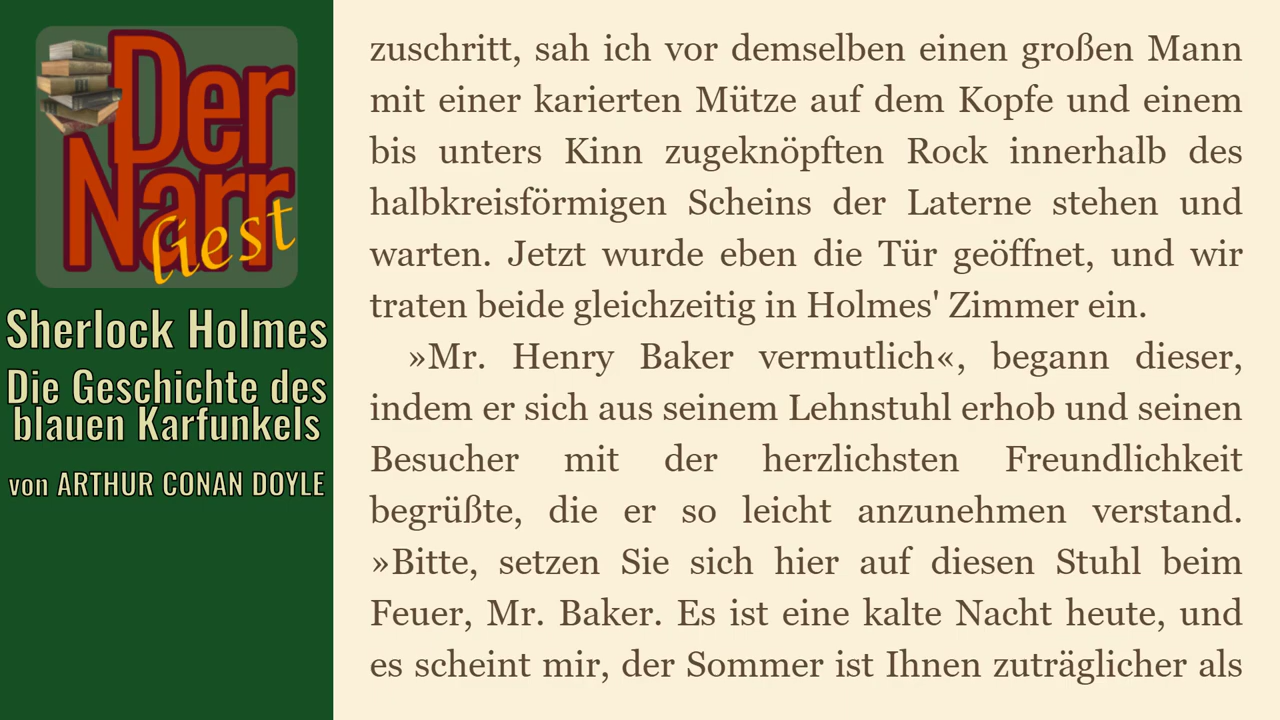 Der
Narr
liest
Sherlock Holmes
Die Geschichte des
blauen Karfunkels
von ARTHUR CONAN DOYLE
zuschritt, sah ich vor demselben einen großen Mann
mit einer karierten Mütze auf dem Kopfe und einem
bis unters Kinn zugeknöpften Rock innerhalb des
halbkreisförmigen Scheins der Laterne stehen und
warten. Jetzt wurde eben die Tür geöffnet, und wir
traten beide gleichzeitig in Holmes' Zimmer ein.
»Mr. Henry Baker vermutlich«, begann dieser,
indem er sich aus seinem Lehnstuhl erhob und seinen
Besucher mit der herzlichsten Freundlichkeit
begrüßte, die er so leicht anzunehmen verstand.
»Bitte, setzen Sie sich hier auf diesen Stuhl beim
Feuer, Mr. Baker. Es ist eine kalte Nacht heute, und
es scheint mir, der Sommer ist Ihnen zuträglicher als